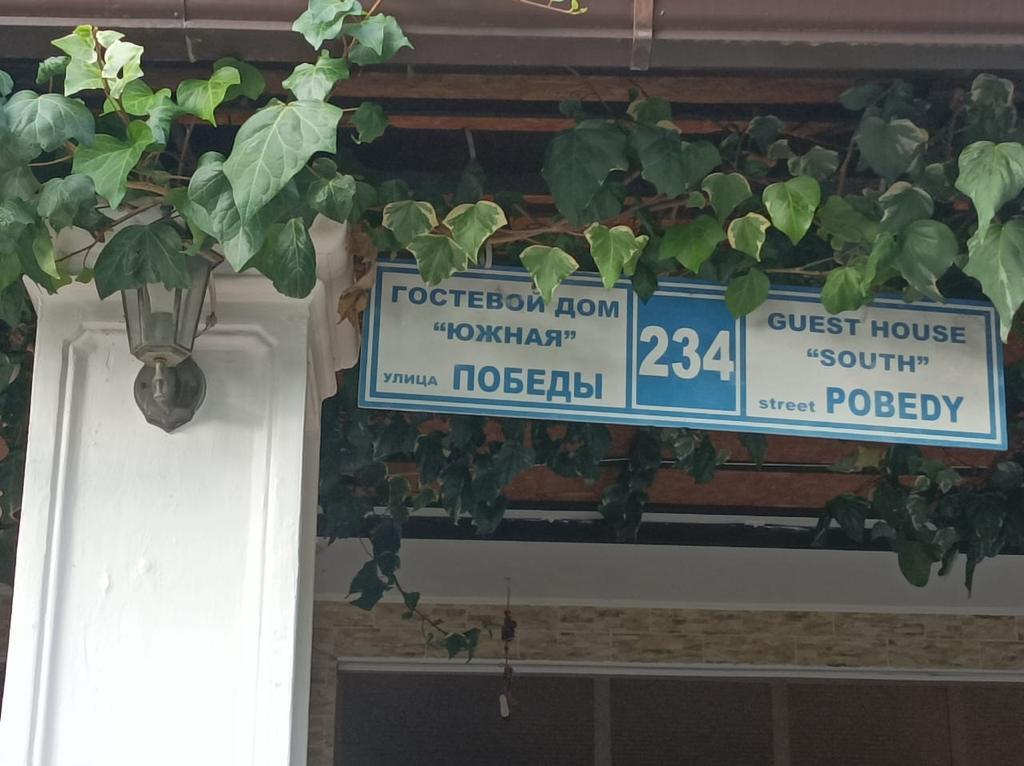 ГОСТЕВОЙ ДОМ
“ЮЖНАЯ”
УЛИЦА ПОБЕДЫ
234
GUEST HOUSE
“SOUTH”
street POBEDY